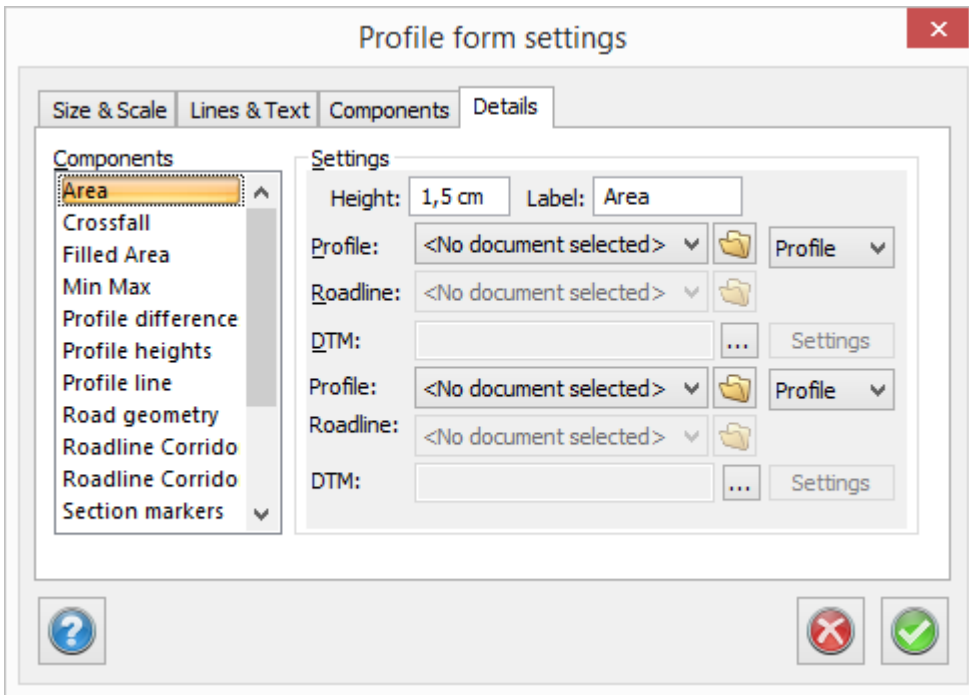 Profile form settings
Size & Scale Lines & Text Components Details
Components
Area
Crossfall
Filled Area
Min Max
Profile difference
Profile heights
Profile line
Road geometry
Roadline Corrido
Roadline Corrido
Section markers
Settings
Height: 1,5 cm Label: Area
Profile: <No document selected> Profile
Roadline: <No document selected>
DTM: ... Settings
Profile: <No document selected> Profile
Roadline: <No document selected>
DTM: ... Settings